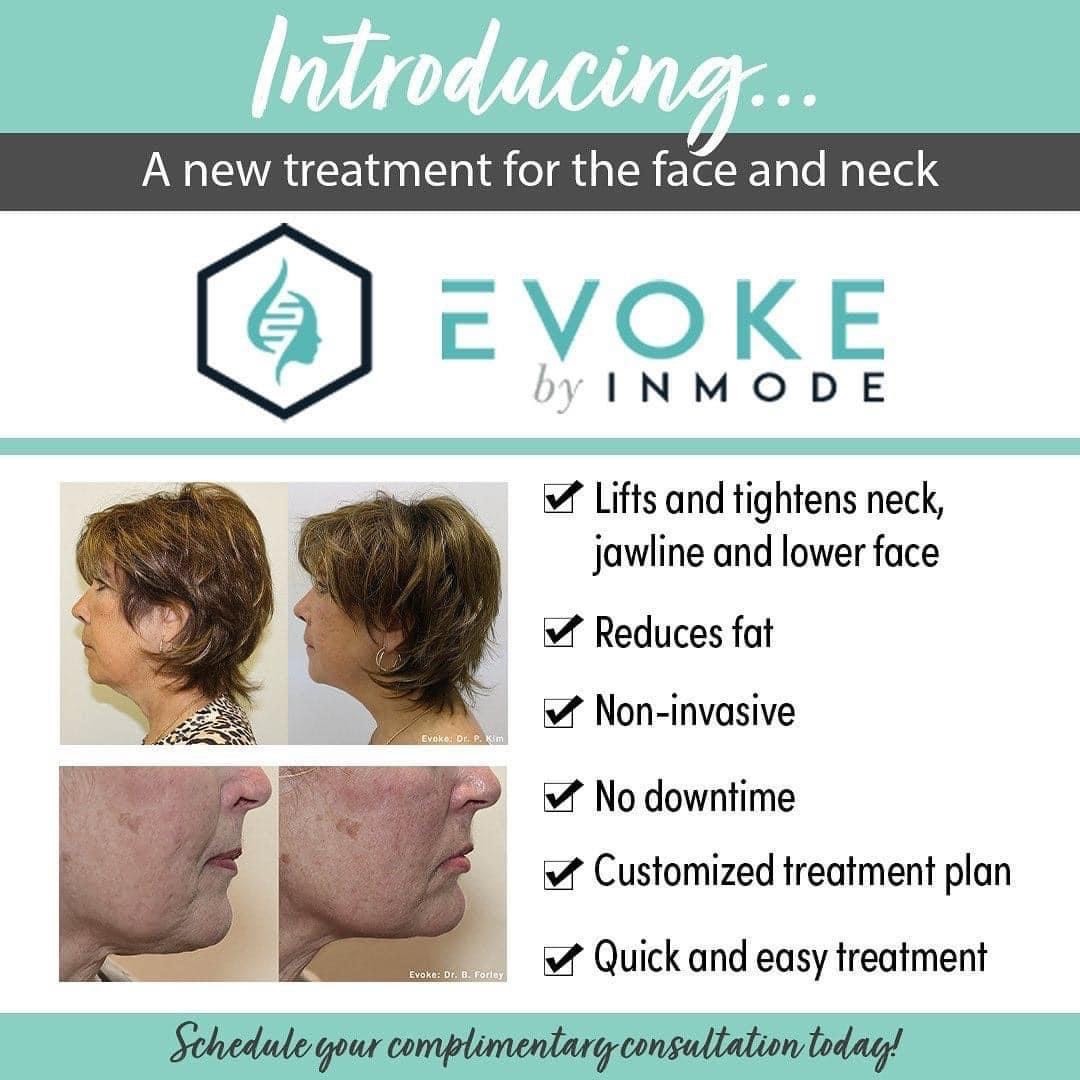 Introducing...
A new treatment for the face and neck
EVOKE
by INMODE
Lifts and tightens neck,
jawline and lower face
Reduces fat
Non-invasive
Evoke: Dr. P. Kim
No downtime
Customized treatment plan
Quick and easy treatment
Evoke: Dr. B. Forley
Schedule your complimentary consultation today!